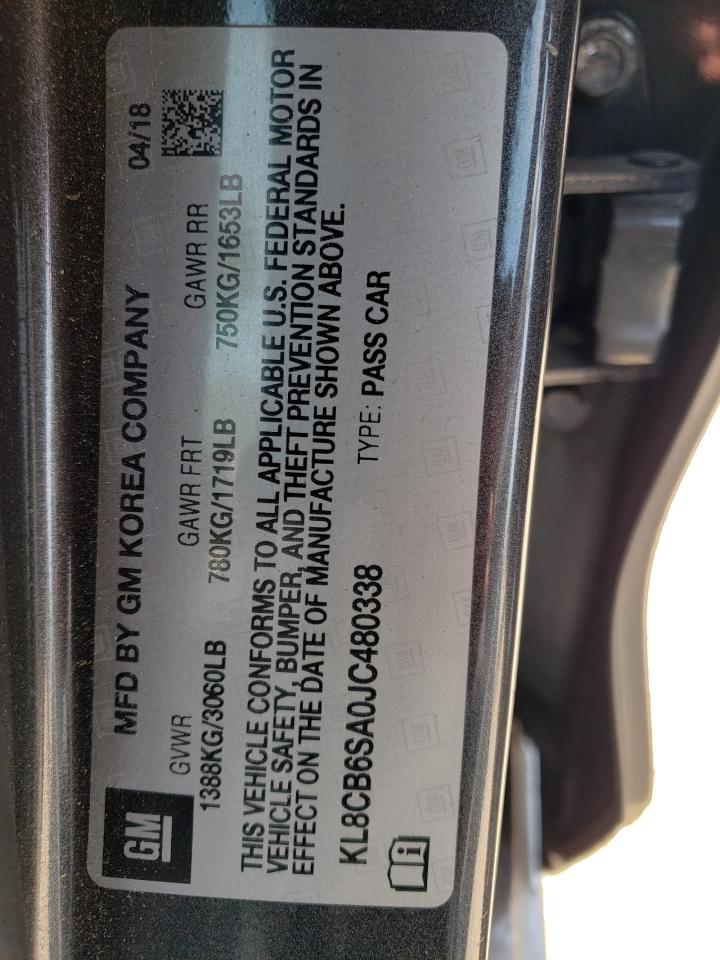 GM
MFD BY GM KOREA COMPANY 04/18
GVWR GAWR FRT GAWR RR
1388KG/3060LB 780KG/1719LB 750KG/1653LB
THIS VEHICLE CONFORMS TO ALL APPLICABLE U.S. FEDERAL MOTOR
VEHICLE SAFETY, BUMPER, AND THEFT PREVENTION STANDARDS IN
EFFECT ON THE DATE OF MANUFACTURE SHOWN ABOVE.
KL8CB6SA0JC480338 TYPE: PASS CAR